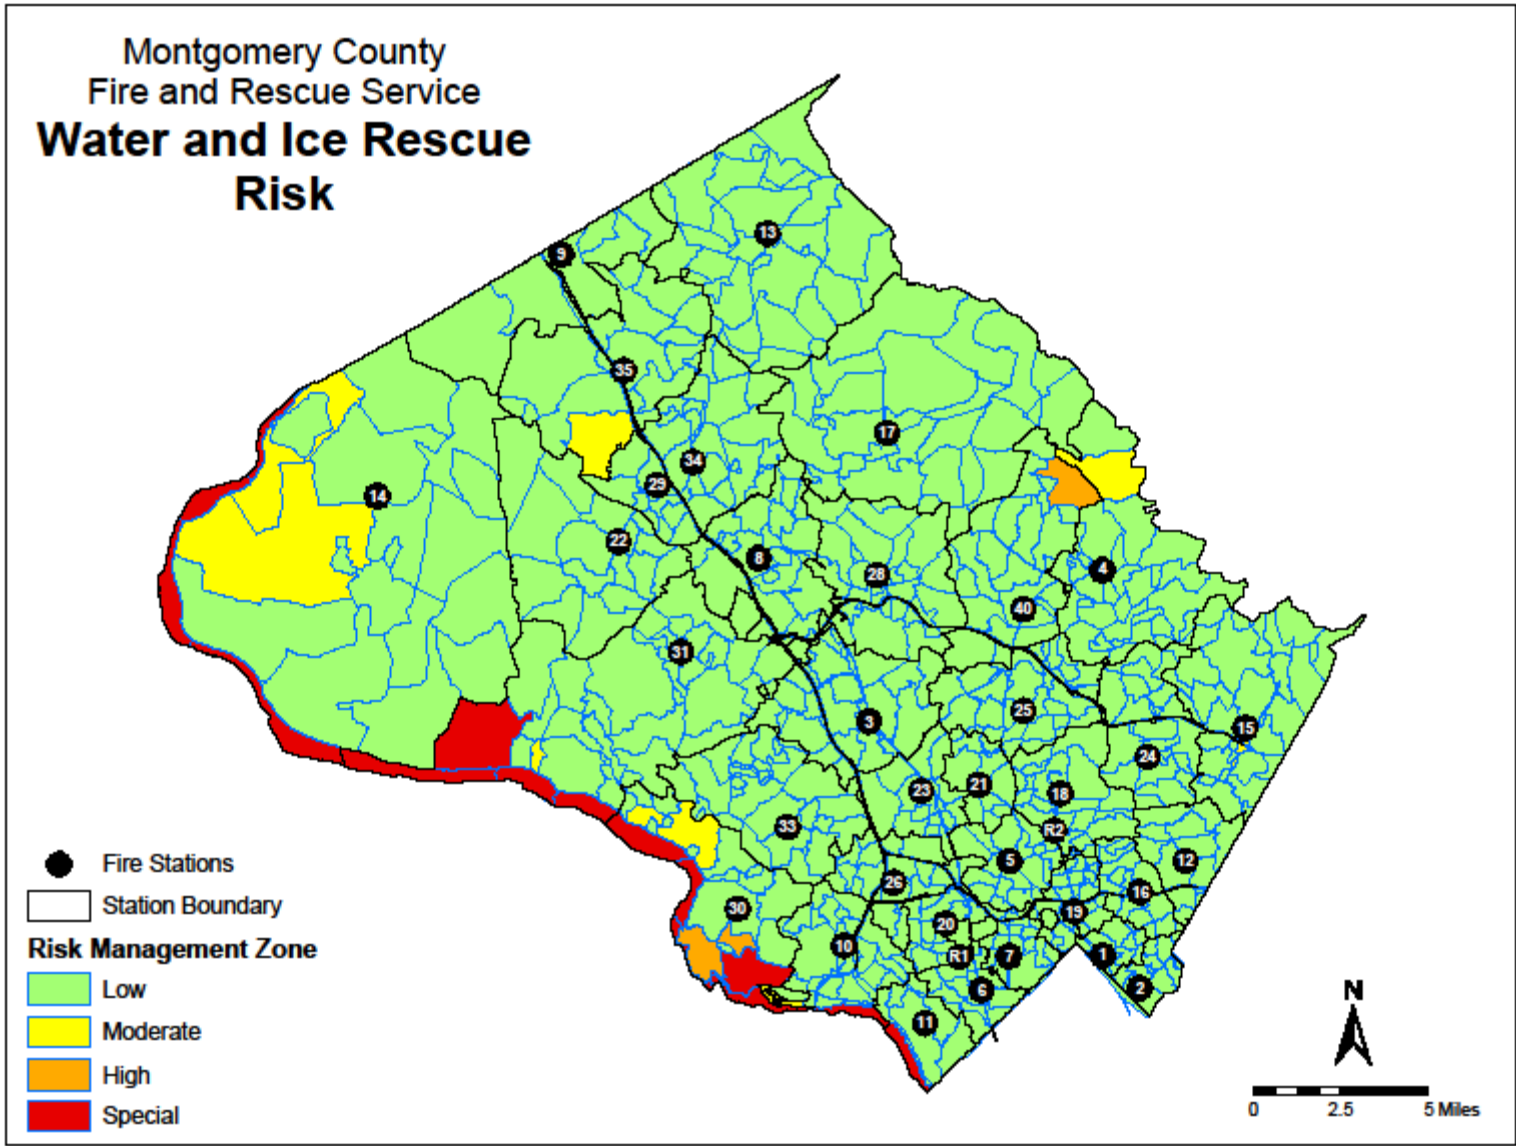 Montgomery County
Fire and Rescue Service
Water and Ice Rescue
Risk
13
9
35
17
34
29
14
22
8
28
4
40
31
25
3
15
24
23
21
18
33
R2
5
12
26
16
30
19
20
10
R1
7
1
6
2
11
Fire Stations
Station Boundary
Risk Management Zone
Low
Moderate
High
Special
N
0 2.5 5 Miles